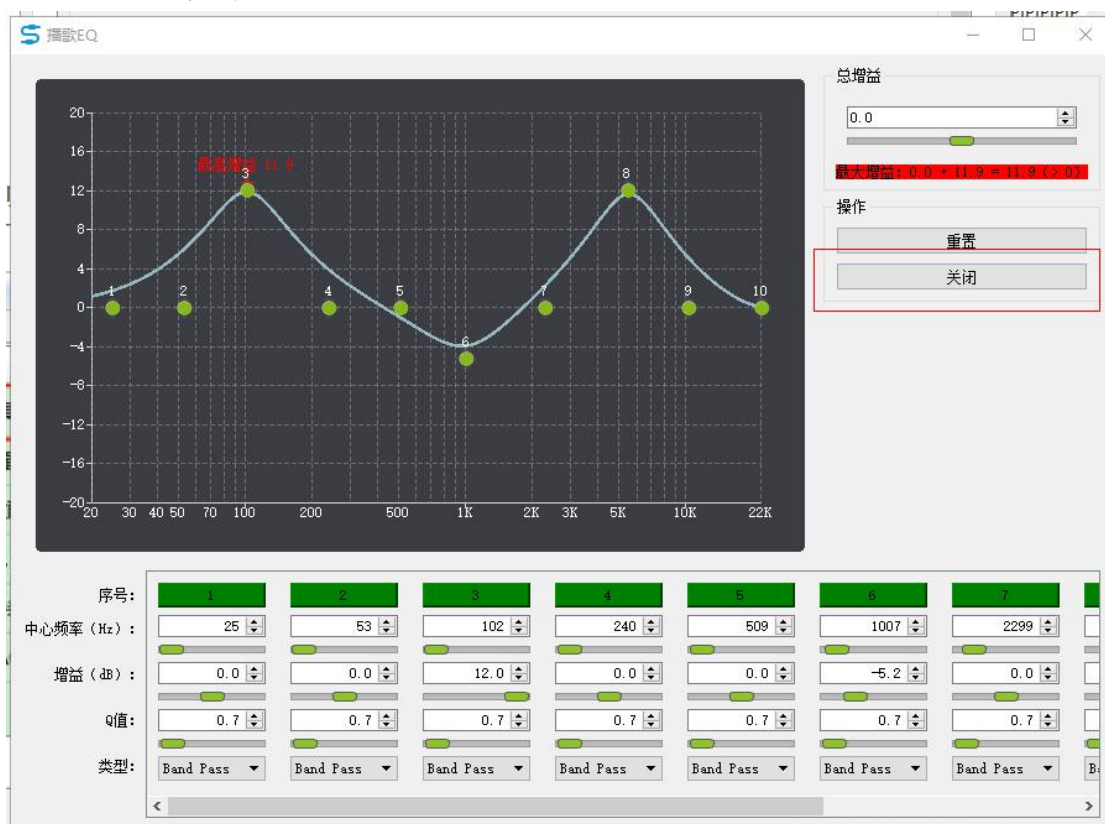 播歌EQ
总增益
0.0
最大增益: 0.0 + 11.9 = 11.9 (> 0)
操作
重置
关闭
20
16
12
8
4
0
-4
-8
-12
-16
-20
最高增益 11.9
1
2
3
4
5
6
7
8
9
10
20 30 40 50 70 100 200 500 1K 2K 3K 5K 10K 22K
序号: 1 2 3 4 5 6 7
中心频率(Hz): 25 53 102 240 509 1007 2299
增益(dB): 0.0 0.0 12.0 0.0 0.0 -5.2 0.0
Q值: 0.7 0.7 0.7 0.7 0.7 0.7 0.7
类型: Band Pass Band Pass Band Pass Band Pass Band Pass Band Pass Band Pass